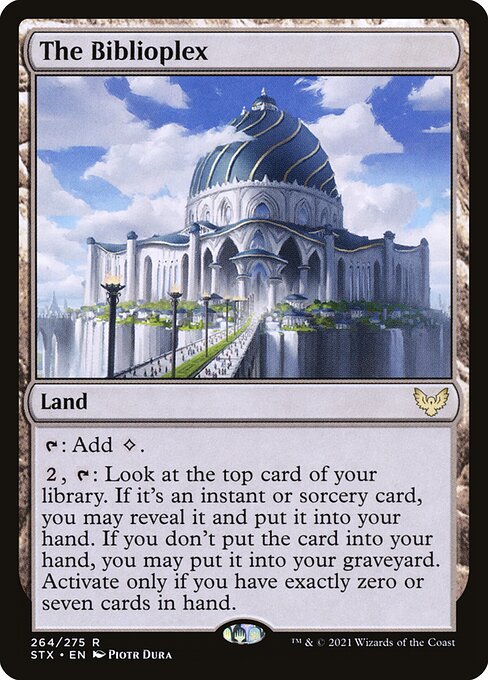 The Biblioplex
Land
: Add .
2, : Look at the top card of your
library. If it's an instant or sorcery card,
you may reveal it and put it into your
hand. If you don't put the card into your
hand, you may put it into your graveyard.
Activate only if you have exactly zero or
seven cards in hand.
264/275 R
STX • EN Piotr Dura
™ & © 2021 Wizards of the Coast